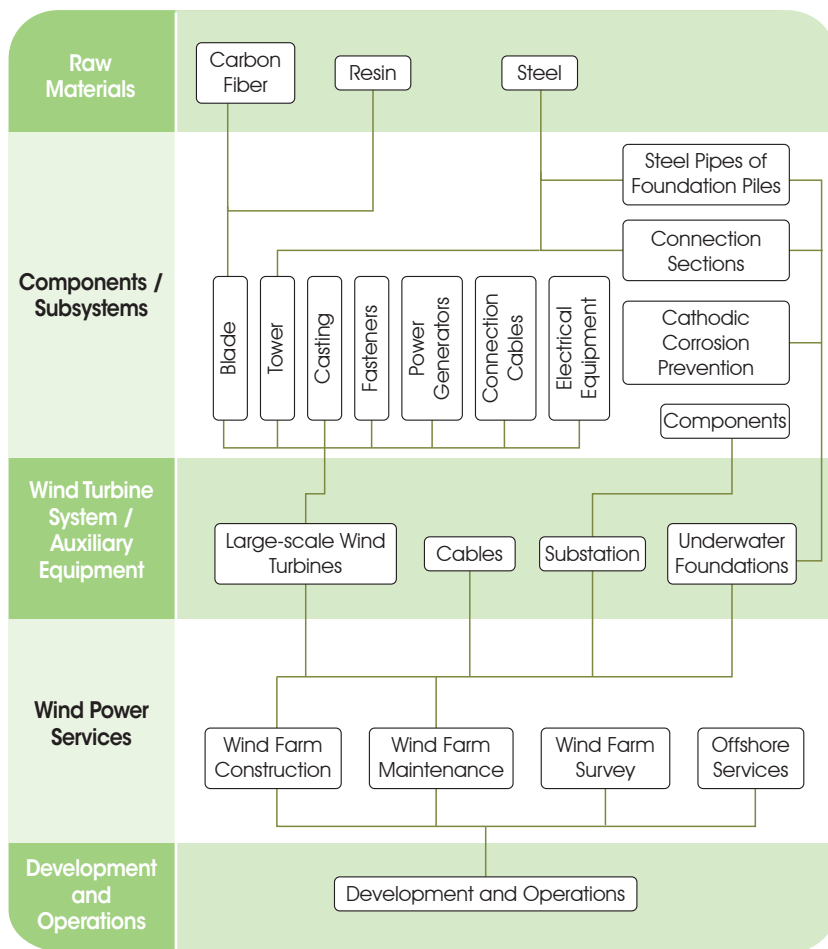 Raw
Materials
Carbon
Fiber
Resin
Steel
Components /
Subsystems
Steel Pipes of
Foundation Piles
Connection
Sections
Cathodic
Corrosion
Prevention
Components
Blade
Tower
Casting
Fasteners
Power
Generators
Connection
Cables
Electrical
Equipment
Wind Turbine
System /
Auxiliary
Equipment
Large-scale Wind
Turbines
Cables
Substation
Underwater
Foundations
Wind Power
Services
Wind Farm
Construction
Wind Farm
Maintenance
Wind Farm
Survey
Offshore
Services
Development
and
Operations
Development and Operations